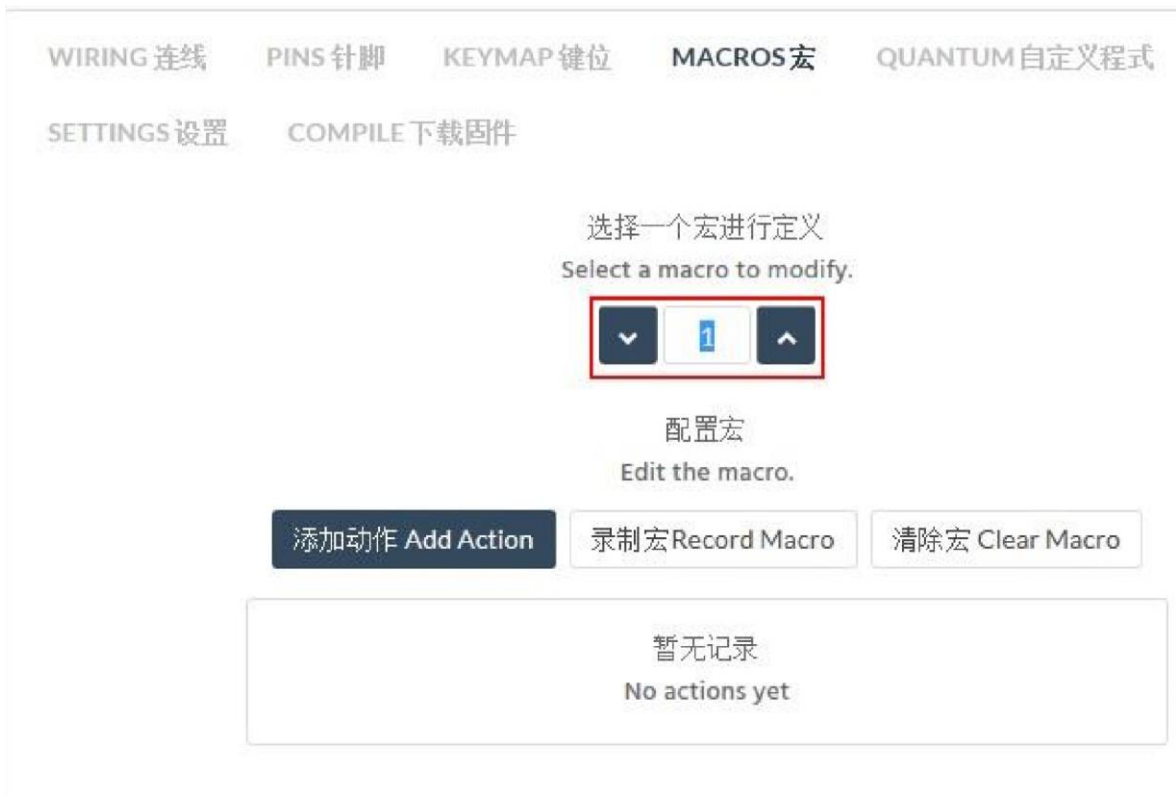 WIRING 连线 PINS 针脚 KEYMAP 键位 MACROS 宏 QUANTUM 自定义程式
SETTINGS 设置 COMPILE 下载固件
选择一个宏进行定义
Select a macro to modify.
1
配置宏
Edit the macro.
添加动作 Add Action 录制宏 Record Macro 清除宏 Clear Macro
暂无记录
No actions yet